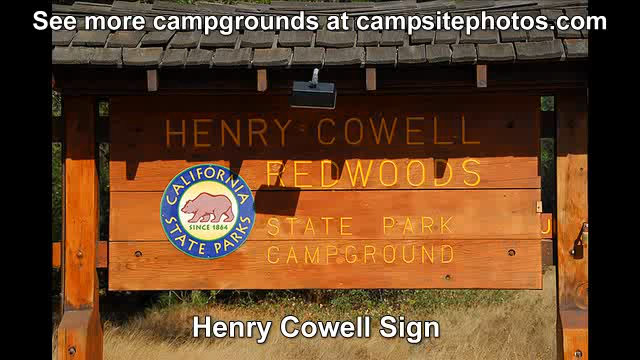 See more campgrounds at campsitephotos.com
HENRY COWELL
REDWOODS
CALIFORNIA
STATE PARKS
SINCE 1864
STATE PARK
CAMPGROUND
U
Henry Cowell Sign